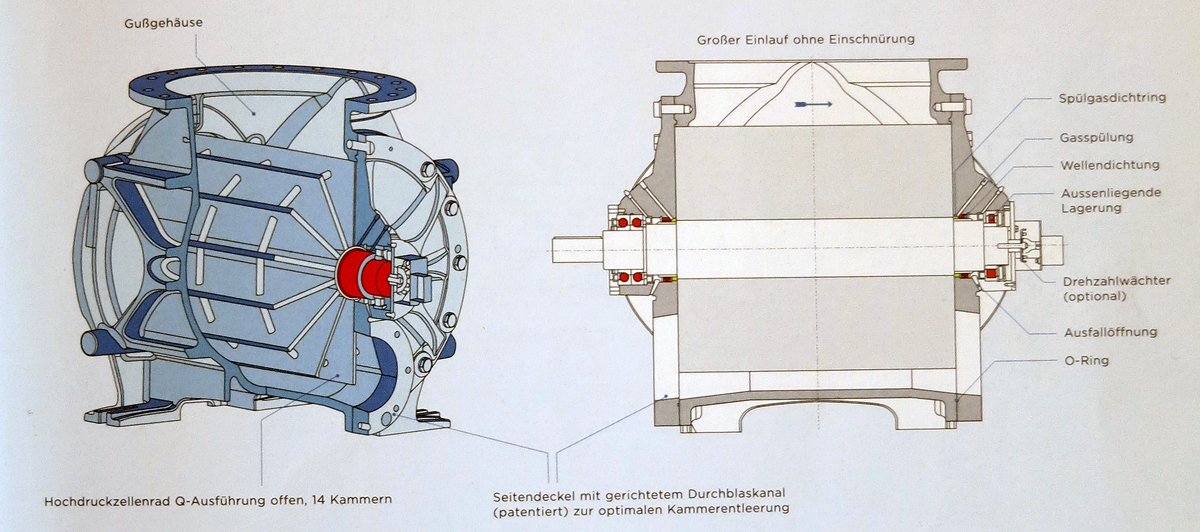 Gußgehäuse
Großer Einlauf ohne Einschnürung
Spülgasdichtring
Gasspülung
Wellendichtung
Aussenliegende
Lagerung
Drehzahlwächter
(optional)
Ausfallöffnung
O-Ring
Hochdruckzellenrad Q-Ausführung offen, 14 Kammern
Seitendeckel mit gerichtetem Durchblaskanal
(patentiert) zur optimalen Kammerentleerung